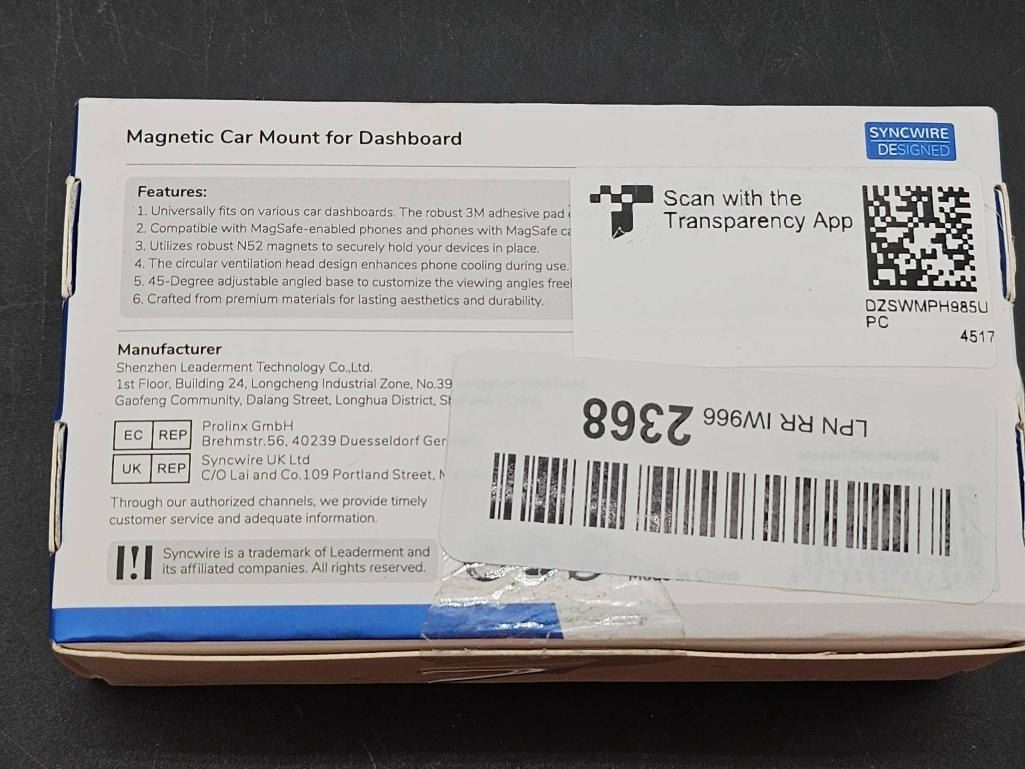 Magnetic Car Mount for Dashboard
SYNCWIRE
DESIGNED
Features:
1. Universally fits on various car dashboards. The robust 3M adhesive pad
2. Compatible with MagSafe-enabled phones and phones with MagSafe ca
3. Utilizes robust N52 magnets to securely hold your devices in place.
4. The circular ventilation head design enhances phone cooling during use.
5. 45-Degree adjustable angled base to customize the viewing angles free
6. Crafted from premium materials for lasting aesthetics and durability.
Scan with the
Transparency App
DZSWMPH985U
PC
4517
Manufacturer
Shenzhen Leaderment Technology Co.,Ltd.
1st Floor, Building 24, Longcheng Industrial Zone, No.39
Gaofeng Community, Dalang Street, Longhua District, Sh
EC REP
Prolinx GmbH
Brehmstr.56, 40239 Duesseldorf Ger
UK REP
Syncwire UK Ltd
C/O Lai and Co.109 Portland Street,
Through our authorized channels, we provide timely
customer service and adequate information.
Syncwire is a trademark of Leaderment and
its affiliated companies. All rights reserved.
LPN RR IW966 2368
Made in China